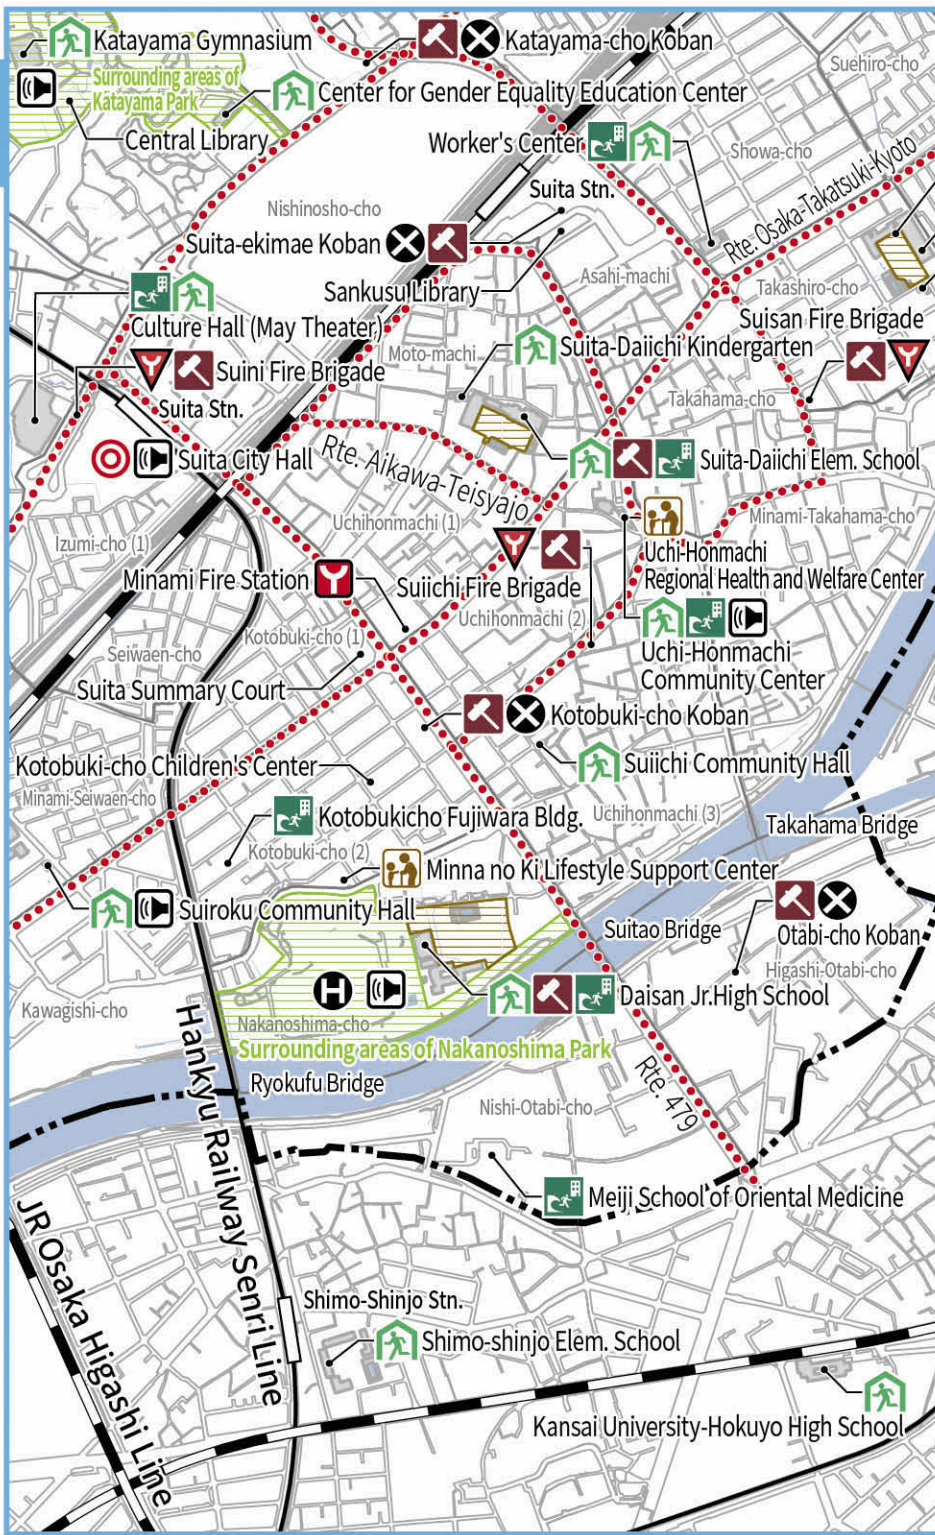 Katayama Gymnasium
Katayama-cho Koban
Suehiro-cho
Surrounding areas of
Katayama Park
Center for Gender Equality Education Center
Central Library
Worker's Center
Showa-cho
Suita Stn.
Rte. Osaka-Takatsuki-Kyoto
Nishinosho-cho
Suita-ekimae Koban
Asahi-machi
Sankusu Library
Takashiro-cho
Culture Hall (May Theater)
Suisan Fire Brigade
Moto-machi
Suita-Daiichi Kindergarten
Suini Fire Brigade
Takahama-cho
Suita Stn.
Rte. Aikawa-Teisyajo
Suita City Hall
Suita-Daiichi Elem. School
Uchihonmachi (1)
Minami-Takahama-cho
Izumi-cho (1)
Uchi-Honmachi
Regional Health and Welfare Center
Minami Fire Station
Suiichi Fire Brigade
Uchihonmachi (2)
Kotobuki-cho (1)
Seiwaen-cho
Uchi-Honmachi
Community Center
Suita Summary Court
Kotobuki-cho Koban
Kotobuki-cho Children's Center
Suiichi Community Hall
Minami-Seiwaen-cho
Uchihonmachi (3)
Kotobukicho Fujiwara Bldg.
Takahama Bridge
Kotobuki-cho (2)
Minna no Ki Lifestyle Support Center
Suiroku Community Hall
Suitao Bridge
Otabi-cho Koban
Higashi-Otabi-cho
H
Daisan Jr.High School
Kawagishi-cho
Nakanoshima-cho
Surrounding areas of Nakanoshima Park
Ryokufu Bridge
Rte. 479
Nishi-Otabi-cho
Hankyu Railway Senri Line
Meiji School of Oriental Medicine
JR Osaka Higashi Line
Shimo-Shinjo Stn.
Shimo-shinjo Elem. School
Kansai University-Hokuyo High School